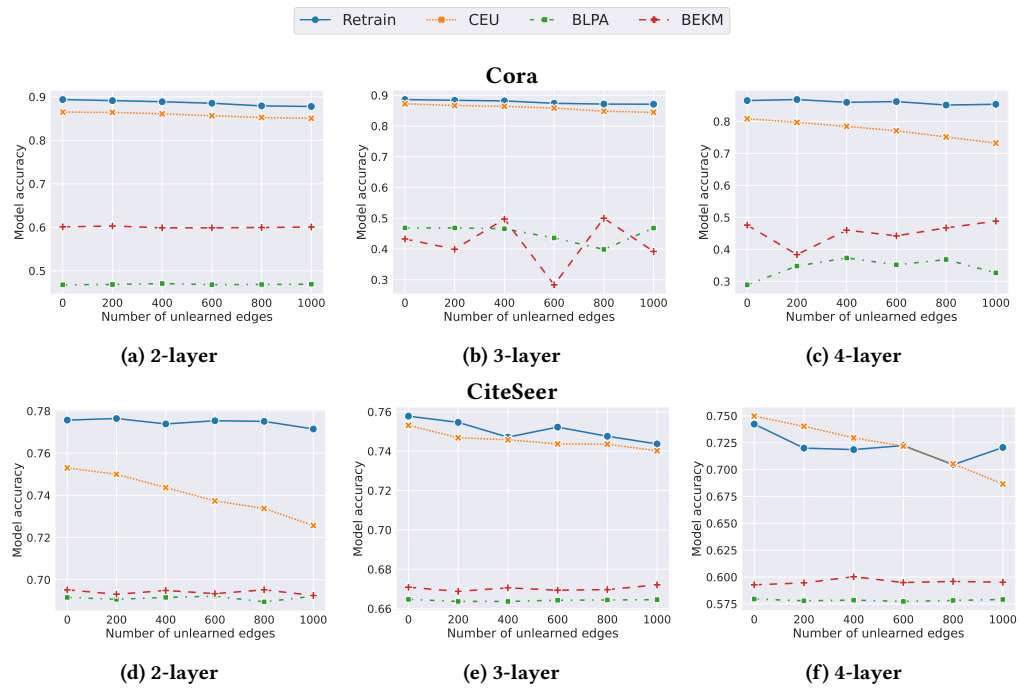 Retrain CEU BLPA BEKM
Cora
0.9
0.8
0.7
0.6
0.5
Model accuracy
0 200 400 600 800 1000
Number of unlearned edges
(a) 2-layer
0.9
0.8
0.7
0.6
0.5
0.4
0.3
Model accuracy
0 200 400 600 800 1000
Number of unlearned edges
(b) 3-layer
0.8
0.7
0.6
0.5
0.4
0.3
Model accuracy
0 200 400 600 800 1000
Number of unlearned edges
(c) 4-layer
CiteSeer
0.78
0.76
0.74
0.72
0.70
Model accuracy
0 200 400 600 800 1000
Number of unlearned edges
(d) 2-layer
0.76
0.74
0.72
0.70
0.68
0.66
Model accuracy
0 200 400 600 800 1000
Number of unlearned edges
(e) 3-layer
0.750
0.725
0.700
0.675
0.650
0.625
0.600
0.575
Model accuracy
0 200 400 600 800 1000
Number of unlearned edges
(f) 4-layer